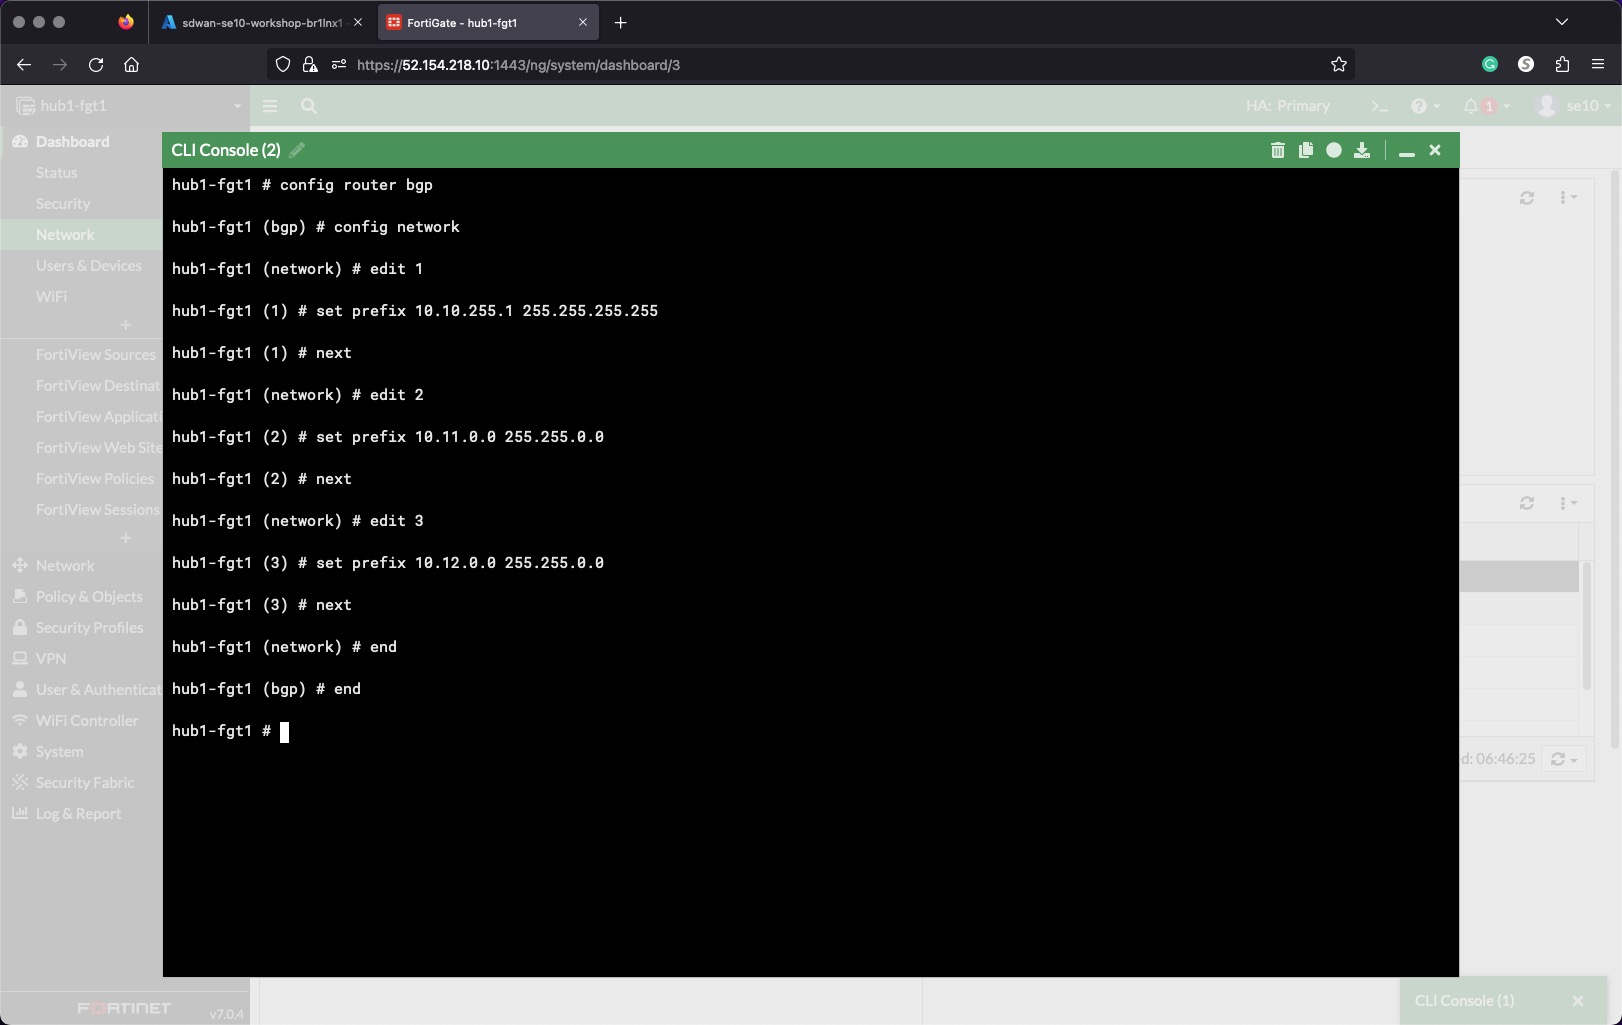 sdwan-se10-workshop-br1lnx1 -
FortiGate - hub1-fgt1
https://52.154.218.10:1443/ng/system/dashboard/3
hub1-fgt1
HA: Primary
>_
1
se10
Dashboard
Status
Security
Network
Users & Devices
WiFi
+
FortiView Sources
FortiView Destinat
FortiView Applicati
FortiView Web Site
FortiView Policies
FortiView Sessions
+
Network
Policy & Objects
Security Profiles
VPN
User & Authenticat
WiFi Controller
System
Security Fabric
Log & Report
FORTINET
v7.0.4
CLI Console (2)
hub1-fgt1 # config router bgp
hub1-fgt1 (bgp) # config network
hub1-fgt1 (network) # edit 1
hub1-fgt1 (1) # set prefix 10.10.255.1 255.255.255.255
hub1-fgt1 (1) # next
hub1-fgt1 (network) # edit 2
hub1-fgt1 (2) # set prefix 10.11.0.0 255.255.0.0
hub1-fgt1 (2) # next
hub1-fgt1 (network) # edit 3
hub1-fgt1 (3) # set prefix 10.12.0.0 255.255.0.0
hub1-fgt1 (3) # next
hub1-fgt1 (network) # end
hub1-fgt1 (bgp) # end
hub1-fgt1 #
d: 06:46:25
CLI Console (1)